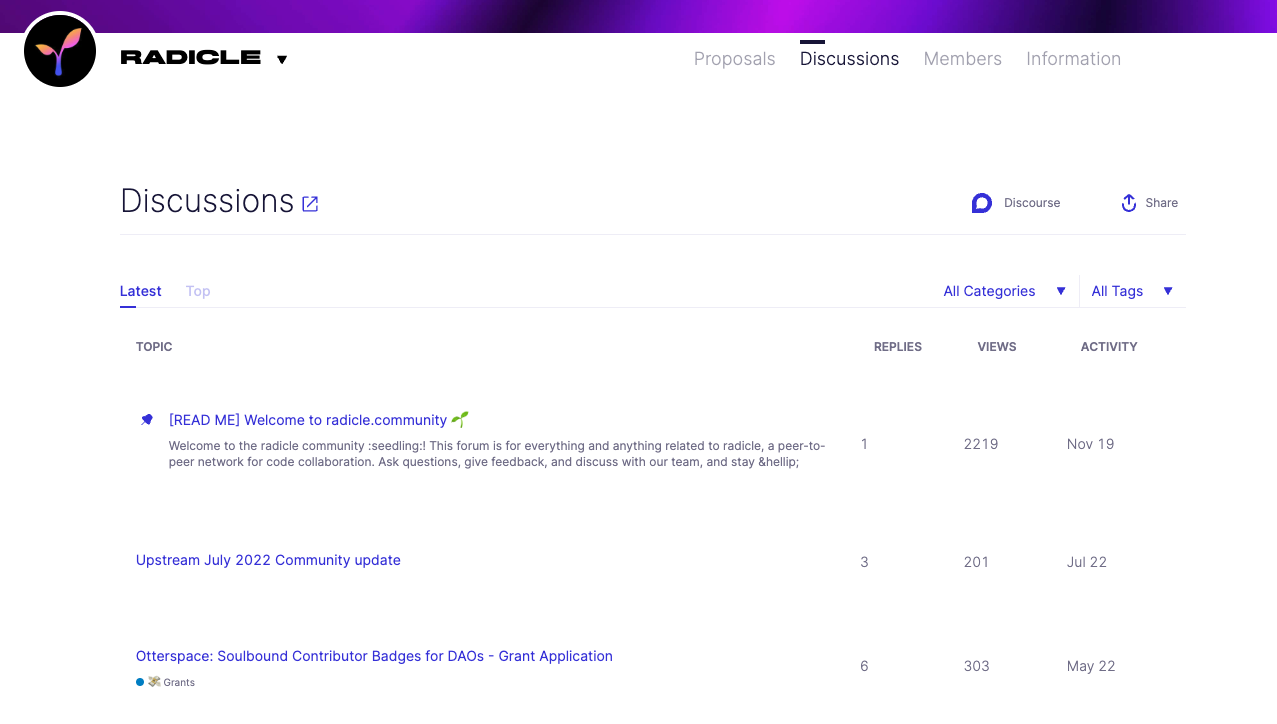 RADICLE ▼
Proposals Discussions Members Information
Discussions
Discourse Share
Latest Top All Categories ▼ All Tags ▼
TOPIC REPLIES VIEWS ACTIVITY
[READ ME] Welcome to radicle.community 🌱
Welcome to the radicle community :seedling:! This forum is for everything and anything related to radicle, a peer-to-
peer network for code collaboration. Ask questions, give feedback, and discuss with our team, and stay &hellip;
1 2219 Nov 19
Upstream July 2022 Community update 3 201 Jul 22
Otterspace: Soulbound Contributor Badges for DAOs - Grant Application
6 303 May 22
💸 Grants